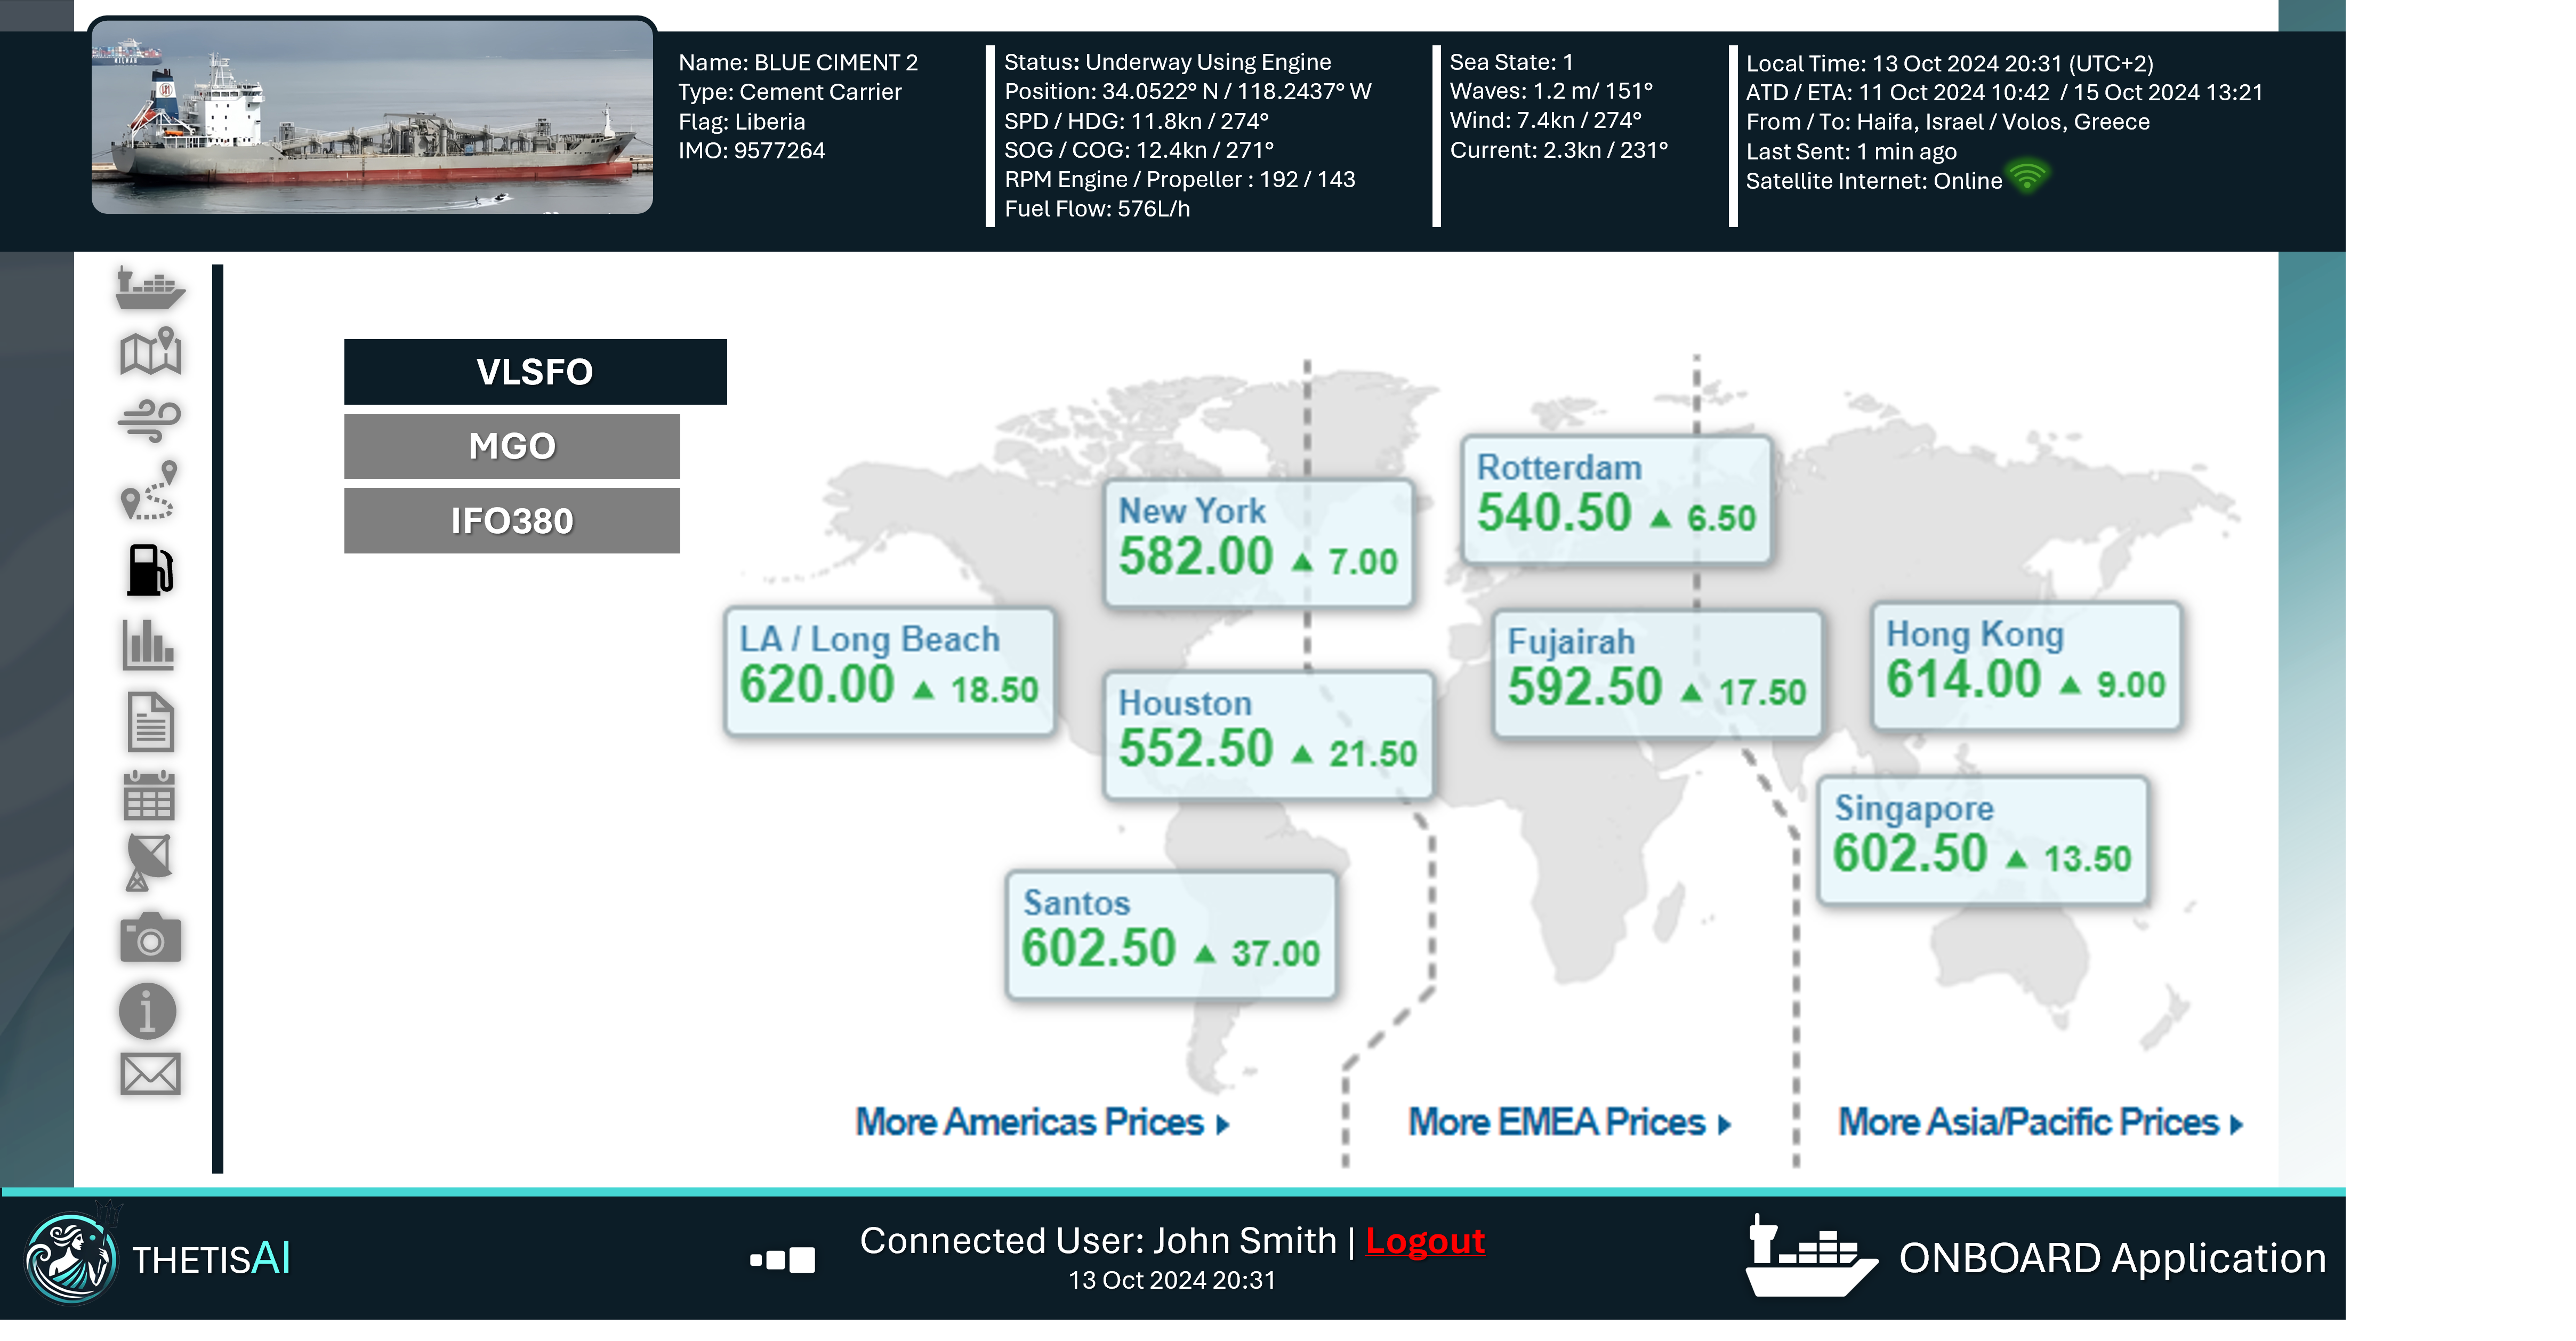 Name: BLUE CIMENT 2
Type: Cement Carrier
Flag: Liberia
IMO: 9577264
Status: Underway Using Engine
Position: 34.0522° N / 118.2437° W
SPD / HDG: 11.8kn / 274°
SOG / COG: 12.4kn / 271°
RPM Engine / Propeller : 192 / 143
Fuel Flow: 576L/h
Sea State: 1
Waves: 1.2 m/ 151°
Wind: 7.4kn / 274°
Current: 2.3kn / 231°
Local Time: 13 Oct 2024 20:31 (UTC+2)
ATD / ETA: 11 Oct 2024 10:42 / 15 Oct 2024 13:21
From / To: Haifa, Israel / Volos, Greece
Last Sent: 1 min ago
Satellite Internet: Online
VLSFO
MGO
IFO380
Rotterdam
540.50 ▲ 6.50
New York
582.00 ▲ 7.00
LA / Long Beach
620.00 ▲ 18.50
Houston
552.50 ▲ 21.50
Fujairah
592.50 ▲ 17.50
Hong Kong
614.00 ▲ 9.00
Singapore
602.50 ▲ 13.50
Santos
602.50 ▲ 37.00
More Americas Prices
More EMEA Prices
More Asia/Pacific Prices
THETISAI
Connected User: John Smith | Logout
13 Oct 2024 20:31
ONBOARD Application